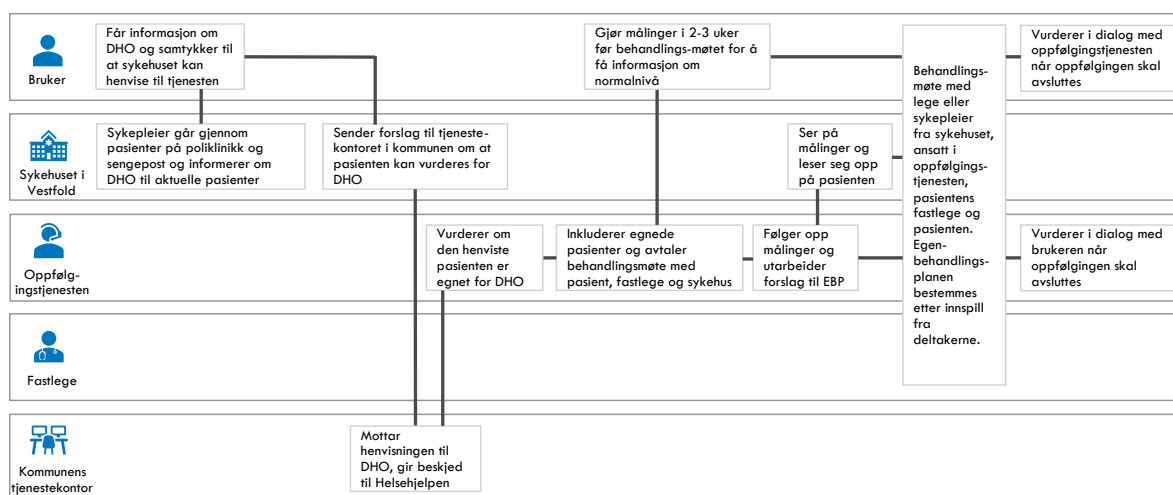 Bruker
Får informasjon om
DHO og samtykker til
at sykehuset kan
henvise til tjenesten
Gjør målinger i 2-3 uker
før behandlings-møtet for å
få informasjon om
normalnivå
Vurderer i dialog med
oppfølgingstjenesten
når oppfølgingen skal
avsluttes
Sykehuset i
Vestfold
Sykepleier går gjennom
pasienter på poliklinikk og
sengepost og informerer om
DHO til aktuelle pasienter
Sender forslag til tjeneste-
kontoret i kommunen om at
pasienten kan vurderes for
DHO
Ser på
målinger og
leser seg opp
på pasienten
Behandlings-
møte med
lege eller
sykepleier
fra sykehuset,
ansatt i
oppfølgings-
tjenesten,
pasientens
fastlege og
pasienten.
Egen-
behandlings-
planen
bestemmes
etter innspill
fra
deltakerne.
Oppfølg-
ingstjenesten
Vurderer om
den henviste
pasienten er
egnet for DHO
Inkluderer egnede
pasienter og avtaler
behandlingsmøte med
pasient, fastlege og sykehus
Følger opp
målinger og
utarbeider
forslag til EBP
Vurderer i dialog med
brukeren når
oppfølgingen skal
avsluttes
Fastlege
Kommunens
tjenestekontor
Mottar
henvisningen til
DHO, gir beskjed
til Helsehjelpen